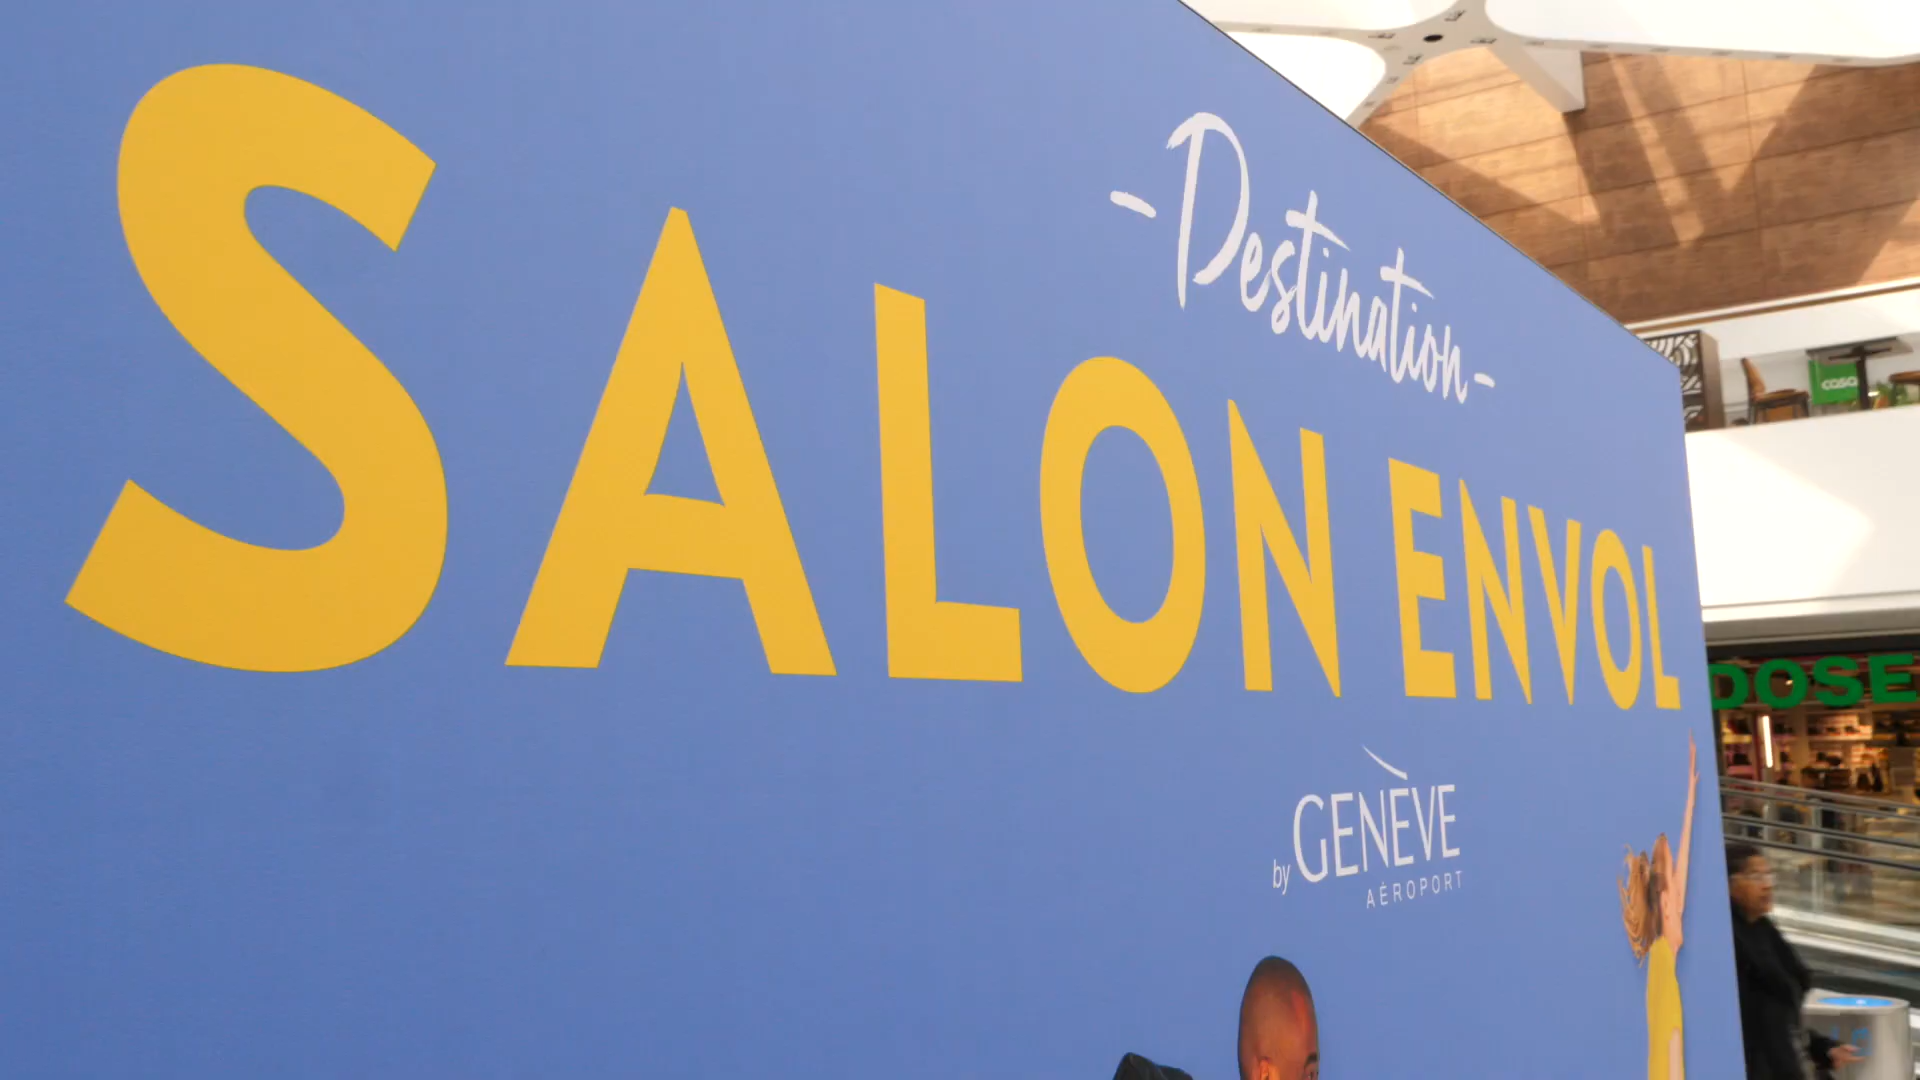 - Destination -
SALON ENVOL
by GENÈVE
AÉROPORT
casa
DOSE